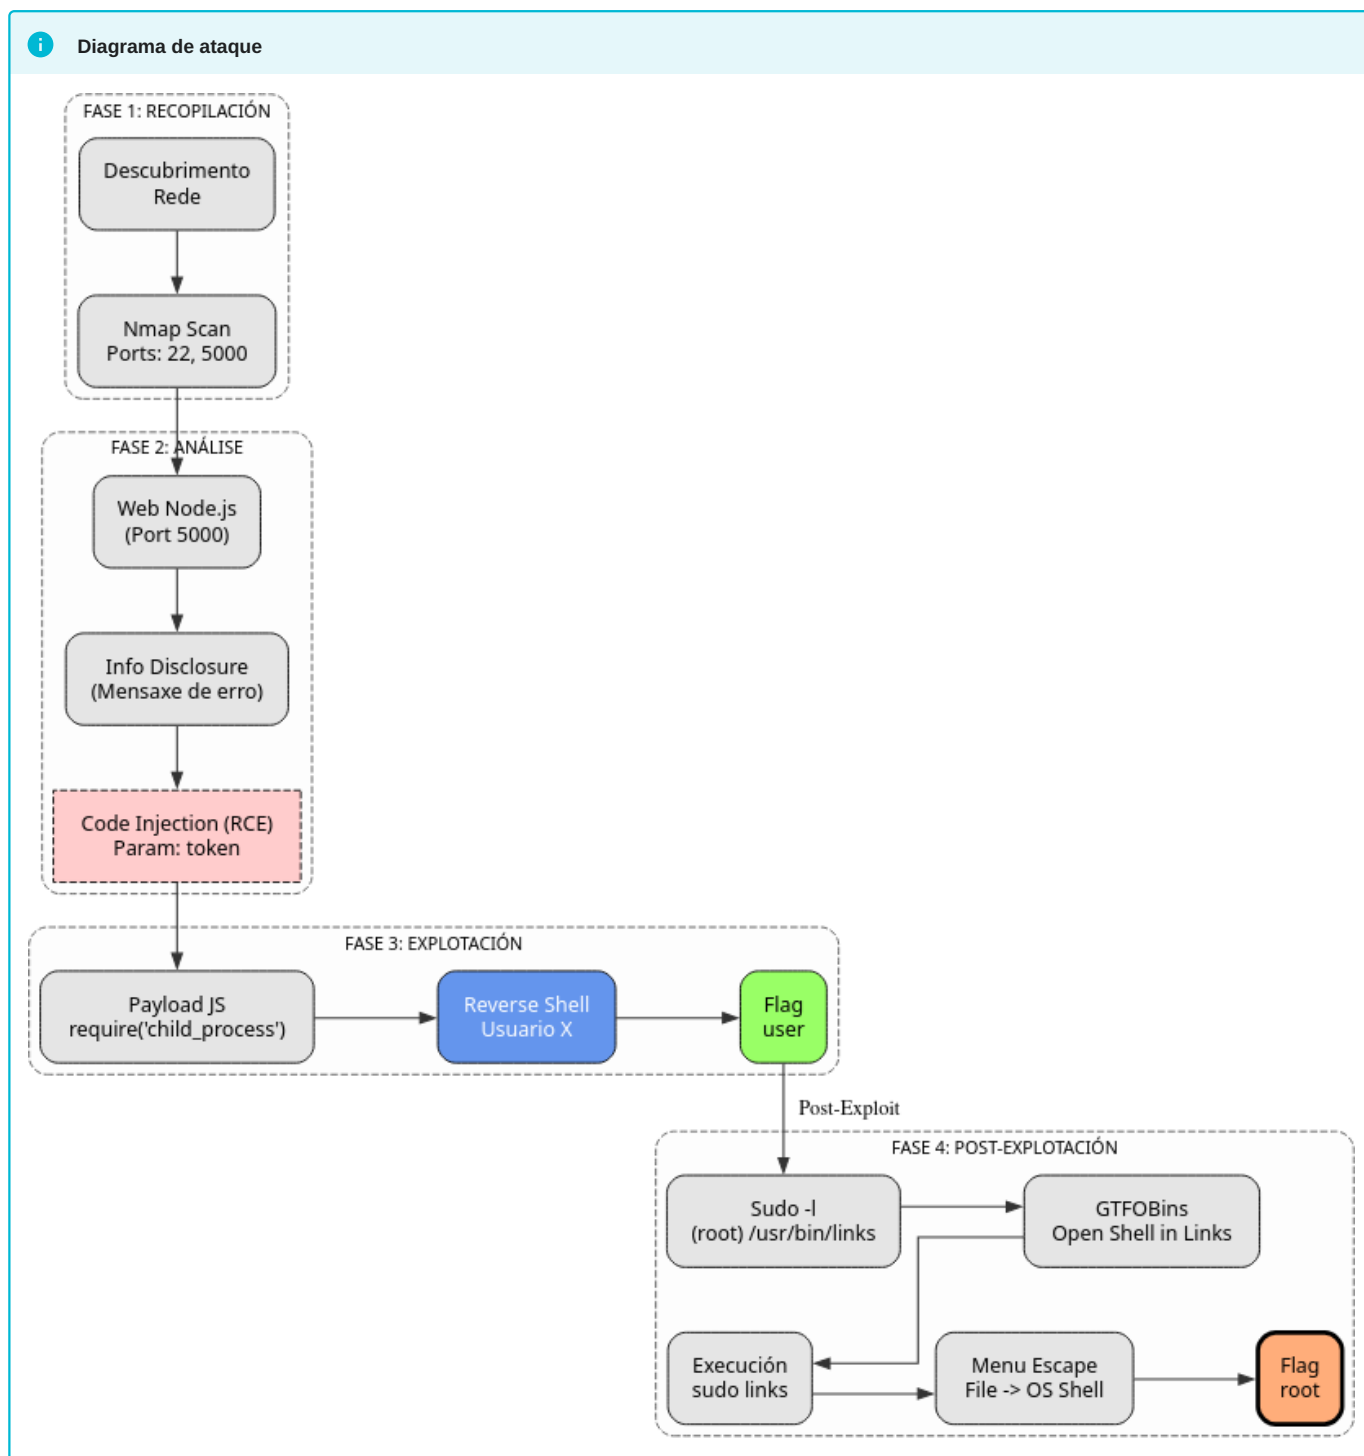 Diagrama de ataque
FASE 1: RECOPILACIÓN
Descubrimento
Rede
Nmap Scan
Ports: 22, 5000
FASE 2: ANÁLISE
Web Node.js
(Port 5000)
Info Disclosure
(Mensaxe de erro)
Code Injection (RCE)
Param: token
FASE 3: EXPLOTACIÓN
Payload JS
require('child_process')
Reverse Shell
Usuario X
Flag
user
Post-Exploit
FASE 4: POST-EXPLOTACIÓN
Sudo -l
(root) /usr/bin/links
GTFOBins
Open Shell in Links
Execución
sudo links
Menu Escape
File -> OS Shell
Flag
root